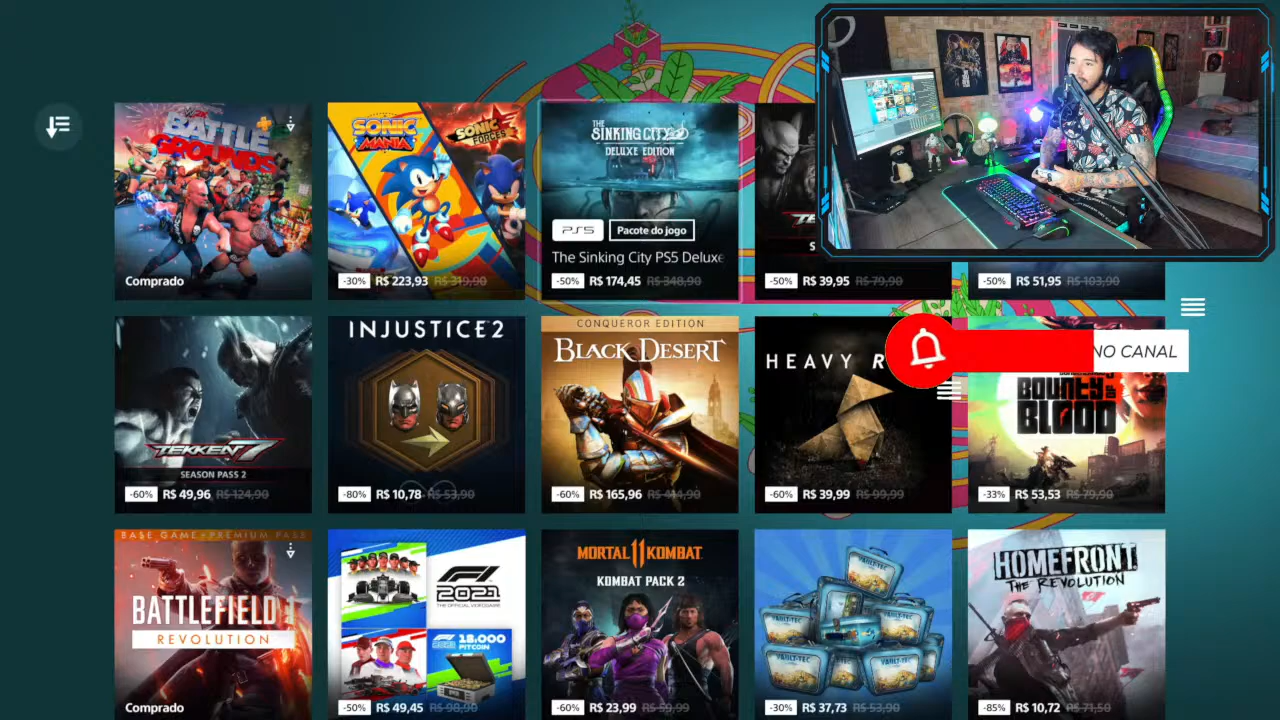 W2K
BATTLE
GROUNDS
Comprado
SONIC
MANIA
SONIC
FORCES
-30% R$ 223,93 R$ 319,90
THE
SINKING CITY
DELUXE EDITION
PS5 Pacote do jogo
The Sinking City PS5 Deluxe
-50% R$ 174,45 R$ 348,90
-50% R$ 39,95 R$ 79,90
-50% R$ 51,95 R$ 103,90
TEKKEN 7
SEASON PASS 2
-60% R$ 49,96 R$ 124,90
INJUSTICE 2
-80% R$ 10,78 R$ 53,90
CONQUEROR EDITION
BLACK DESERT
-60% R$ 165,96 R$ 414,90
HEAVY R
-60% R$ 39,99 R$ 99,99
NO CANAL
BOUNTY
OF
BLOOD
-33% R$ 53,53 R$ 79,90
BASE GAME + PREMIUM PASS
BATTLEFIELD 1
REVOLUTION
Comprado
F1
2021
THE OFFICIAL VIDEOGAME
18.000
PITCOIN
-50% R$ 49,45 R$ 98,90
MORTAL KOMBAT 11
KOMBAT PACK 2
-60% R$ 23,99 R$ 59,99
VAULT-TEC
VAULT-TEC
VAULT-TEC
-30% R$ 37,73 R$ 53,90
HOMEFRONT
THE REVOLUTION
-85% R$ 10,72 R$ 71,50